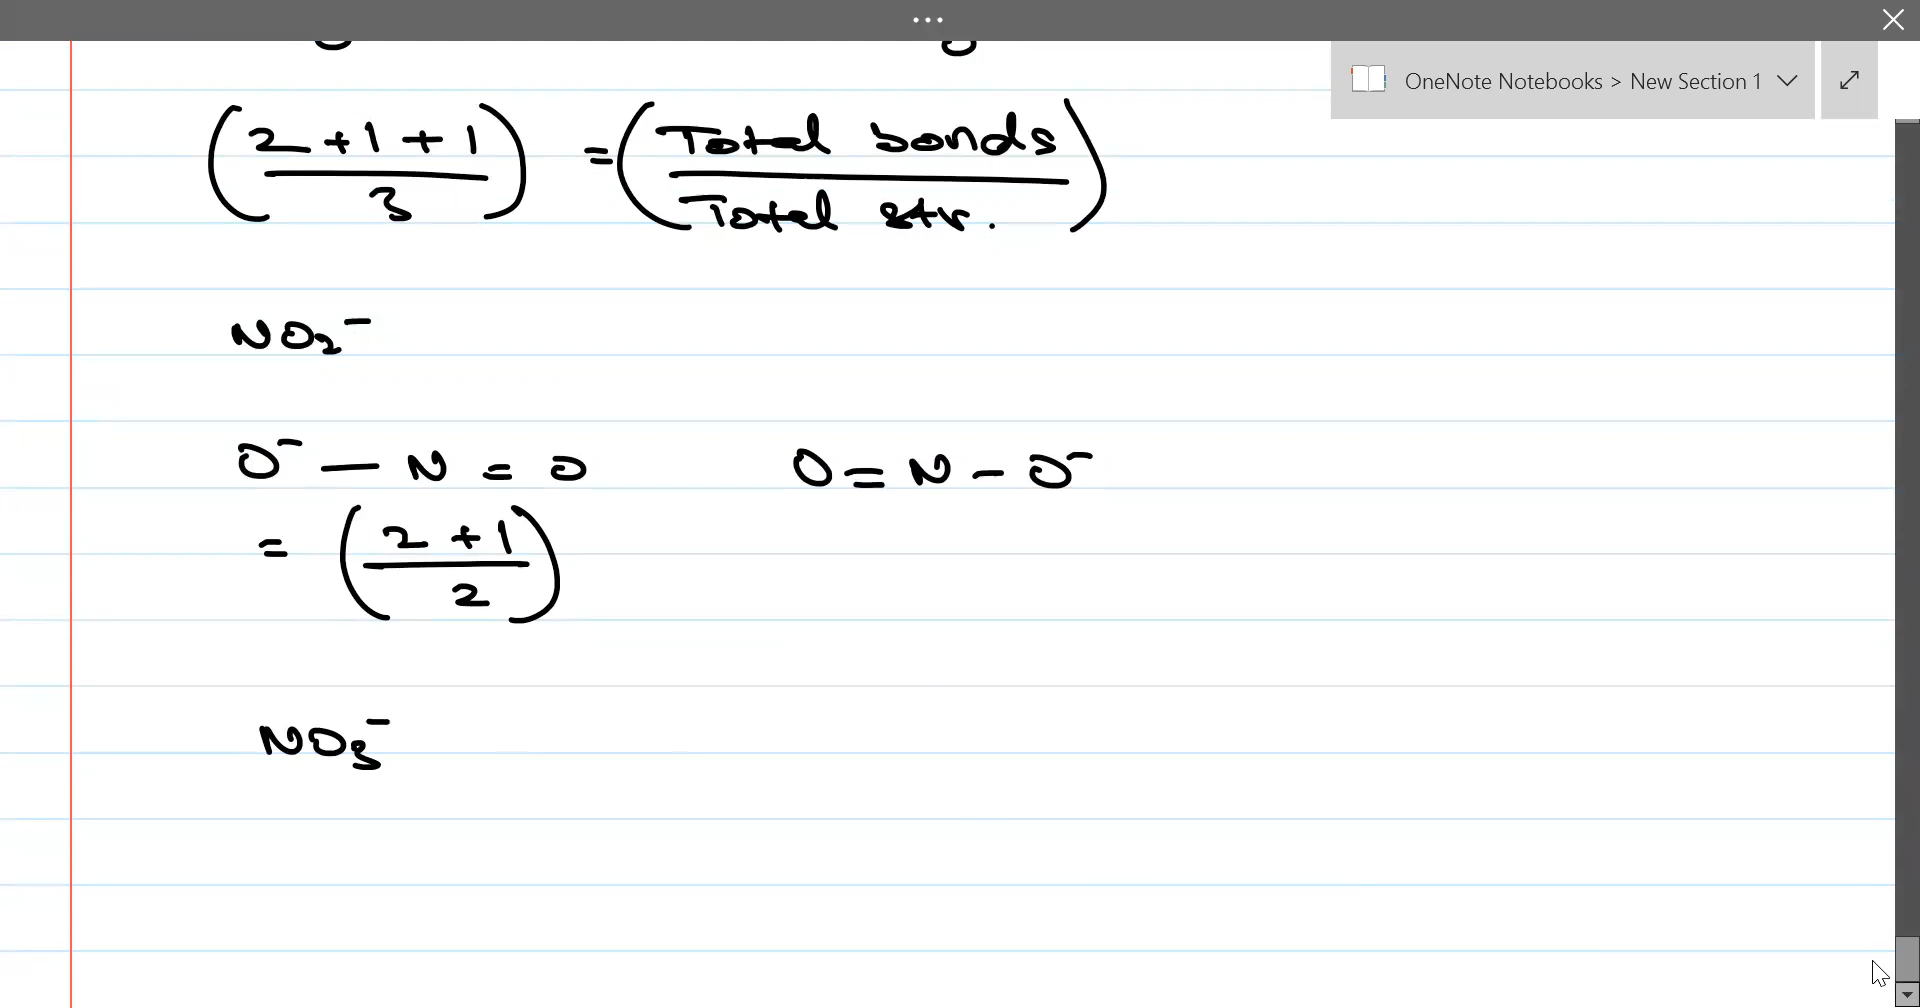 ...
OneNote Notebooks > New Section 1
(2 + 1 + 1 / 3) = (Total bonds / Total str.)
NO₂⁻
O⁻ — N = O    O = N – O⁻
= (2 + 1 / 2)
NO₃⁻